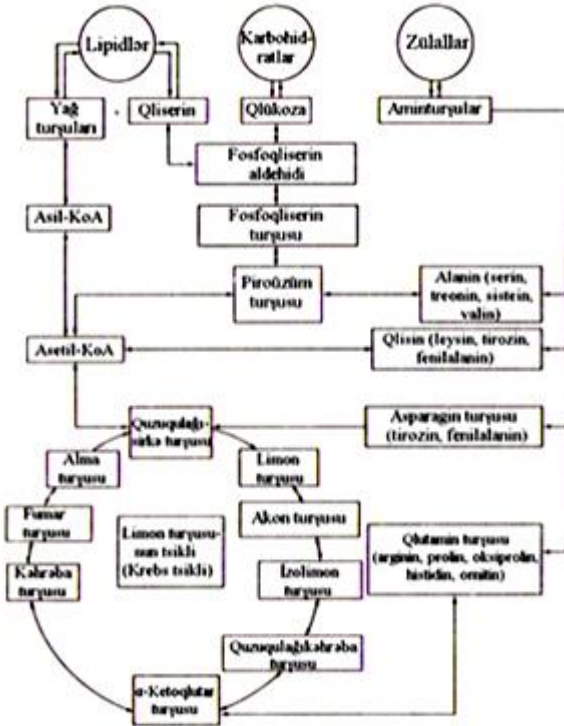 Lipidlər
Karbohid-
ratlar
Zülallar
Yağ
turşuları
Qliserin
Qlükoza
Aminturşular
Fosfoqliserin
aldehidi
Asil-KoA
Fosfoqliserin
turşusu
Piroüzüm
turşusu
Alanin (serin,
treonin, sistein,
valin)
Asetil-KoA
Qlisin (leysin, tirozin,
fenilalanin)
Quzuqulağı-
sirkə turşusu
Asparagin turşusu
(tirozin, fenilalanin)
Alma
turşusu
Limon
turşusu
Fumar
turşusu
Limon turşusu-
nun tsikli
(Krebs tsikli)
Akon turşusu
Qlutamin turşusu
(arginin, prolin, oksiprolin,
histidin, ornitin)
Kəhrəba
turşusu
İzolimon
turşusu
Quzuqulağıkəhrəba
turşusu
α-Ketoqlutar
turşusu